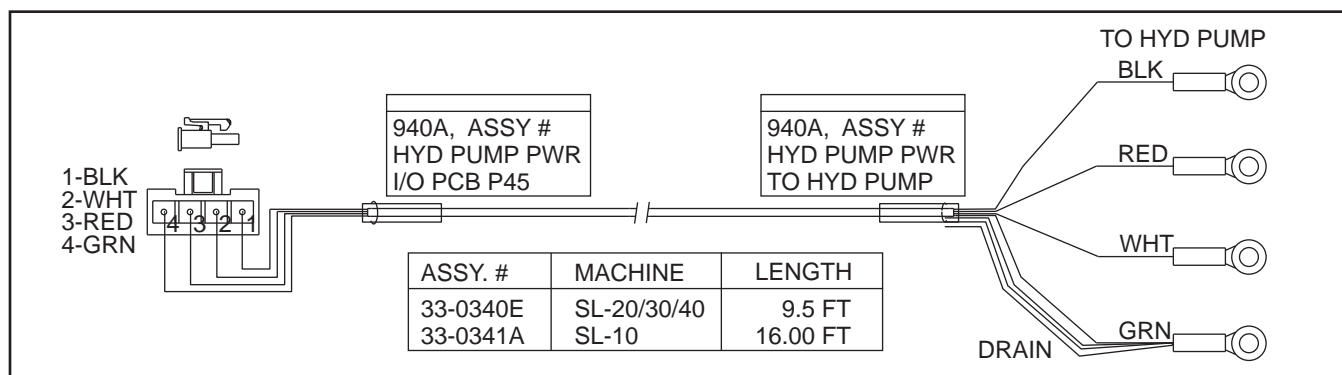 TO HYD PUMP
BLK
940A, ASSY #
HYD PUMP PWR
I/O PCB P45
940A, ASSY #
HYD PUMP PWR
TO HYD PUMP
RED
1-BLK
2-WHT
3-RED
4-GRN
4 3 2 1
WHT
ASSY. # MACHINE LENGTH
33-0340E SL-20/30/40 9.5 FT
33-0341A SL-10 16.00 FT
GRN
DRAIN